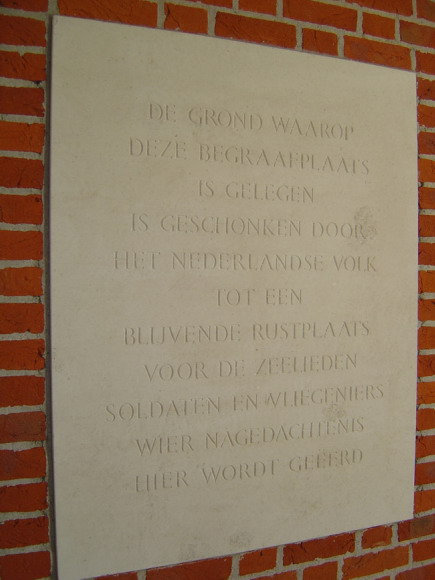 DE GROND WAAROP
DEZE BEGRAAFPLAATS
IS GELEGEN
IS GESCHONKEN DOOR
HET NEDERLANDSE VOLK
TOT EEN
BLIJVENDE RUSTPLAATS
VOOR DE ZEELIEDEN
SOLDATEN EN VLIEGENIERS
WIER NAGEDACHTENIS
HIER WORDT GEEERD